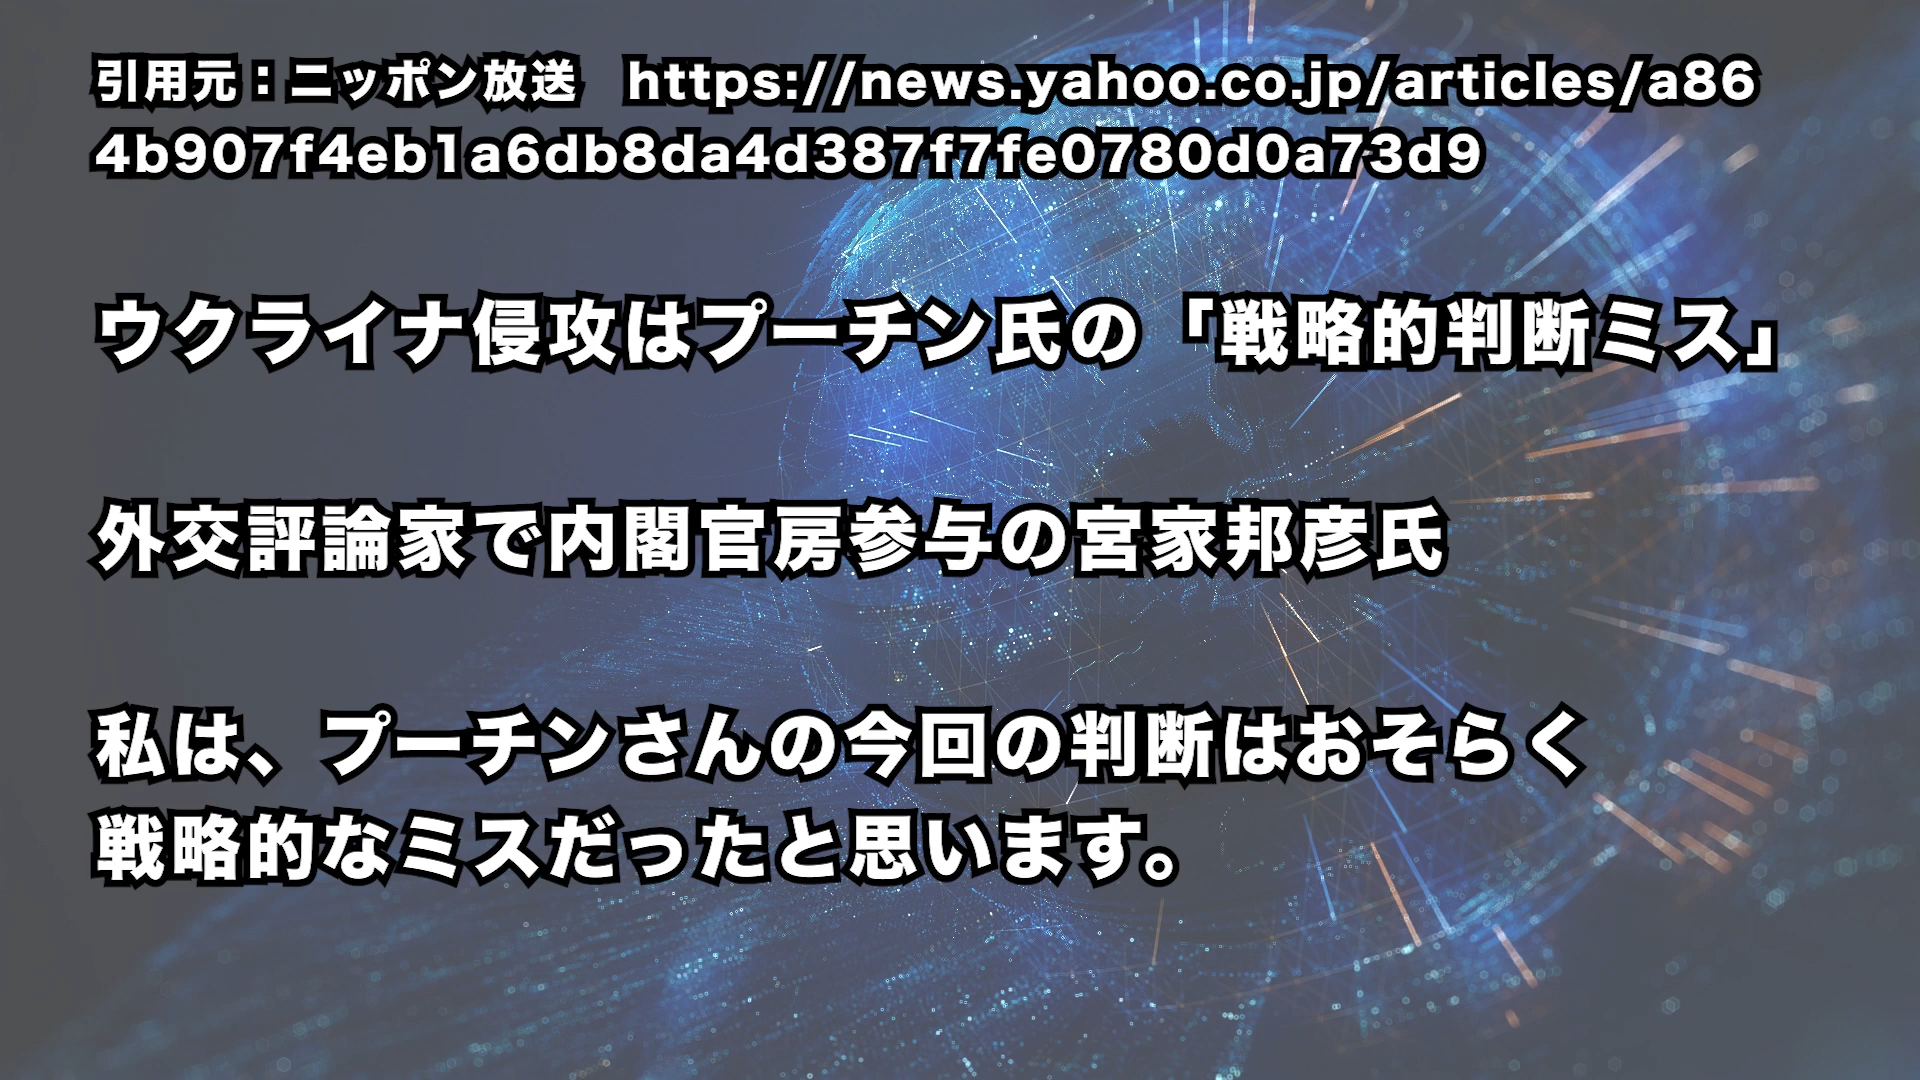 引用元：ニッポン放送　https://news.yahoo.co.jp/articles/a86
4b907f4eb1a6db8da4d387f7fe0780d0a73d9
ウクライナ侵攻はプーチン氏の「戦略的判断ミス」
外交評論家で内閣官房参与の宮家邦彦氏
私は、プーチンさんの今回の判断はおそらく
戦略的なミスだったと思います。